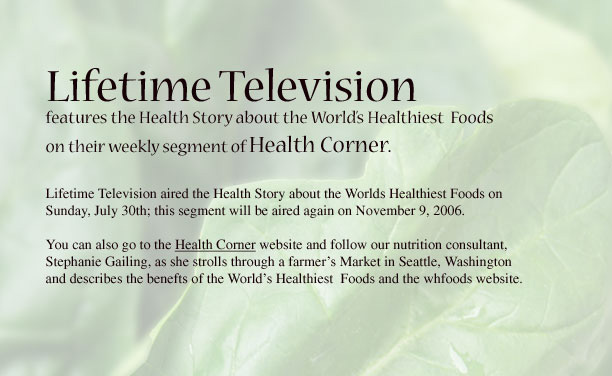 Lifetime Television
features the Health Story about the World's Healthiest Foods
on their weekly segment of Health Corner.
Lifetime Television aired the Health Story about the Worlds Healthiest Foods on
Sunday, July 30th; this segment will be aired again on November 9, 2006.
You can also go to the Health Corner website and follow our nutrition consultant,
Stephanie Gailing, as she strolls through a farmer's Market in Seattle, Washington
and describes the benefts of the World's Healthiest Foods and the whfoods website.